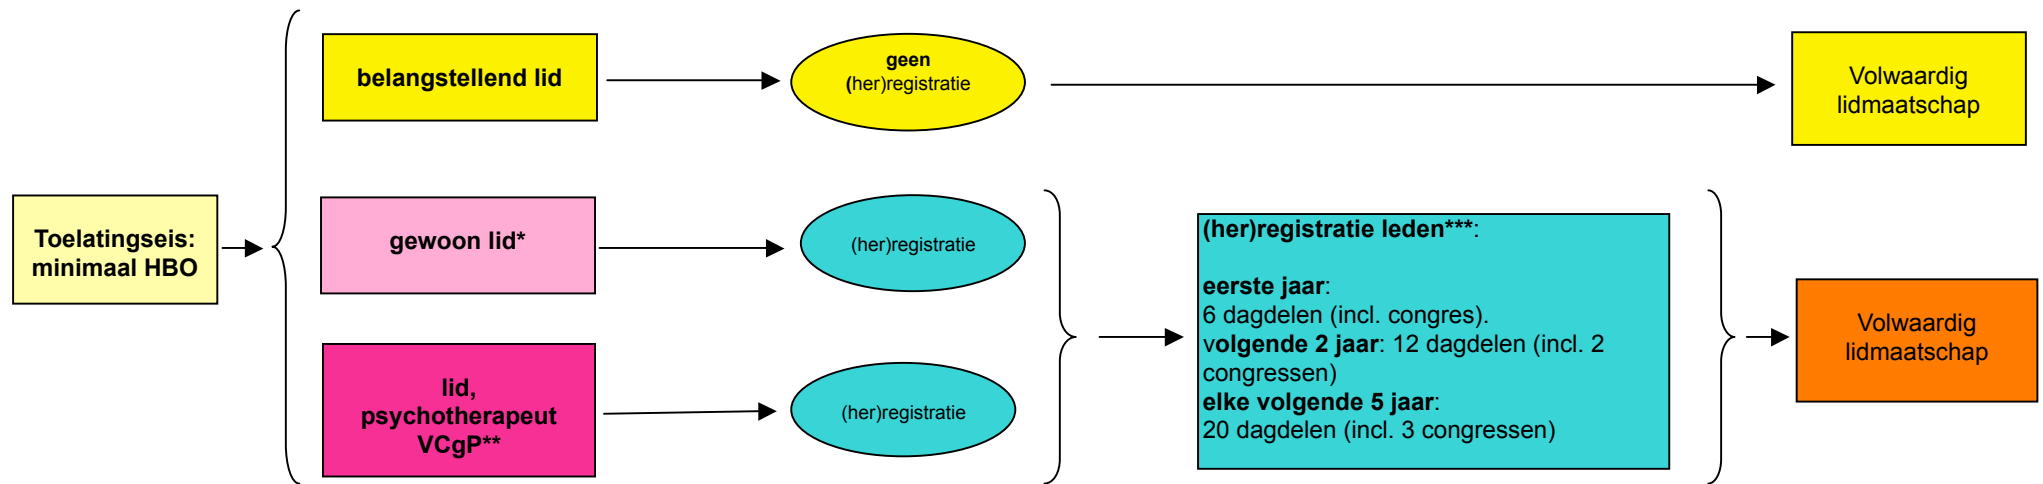 Toelatingseis:
minimaal HBO
belangstellend lid
geen
(her)registratie
Volwaardig
lidmaatschap
gewoon lid*
(her)registratie
lid,
psychotherapeut
VCgP**
(her)registratie
(her)registratie leden***:
eerste jaar:
6 dagdelen (incl. congres).
volgende 2 jaar: 12 dagdelen (incl. 2
congressen)
elke volgende 5 jaar:
20 dagdelen (incl. 3 congressen)
Volwaardig
lidmaatschap